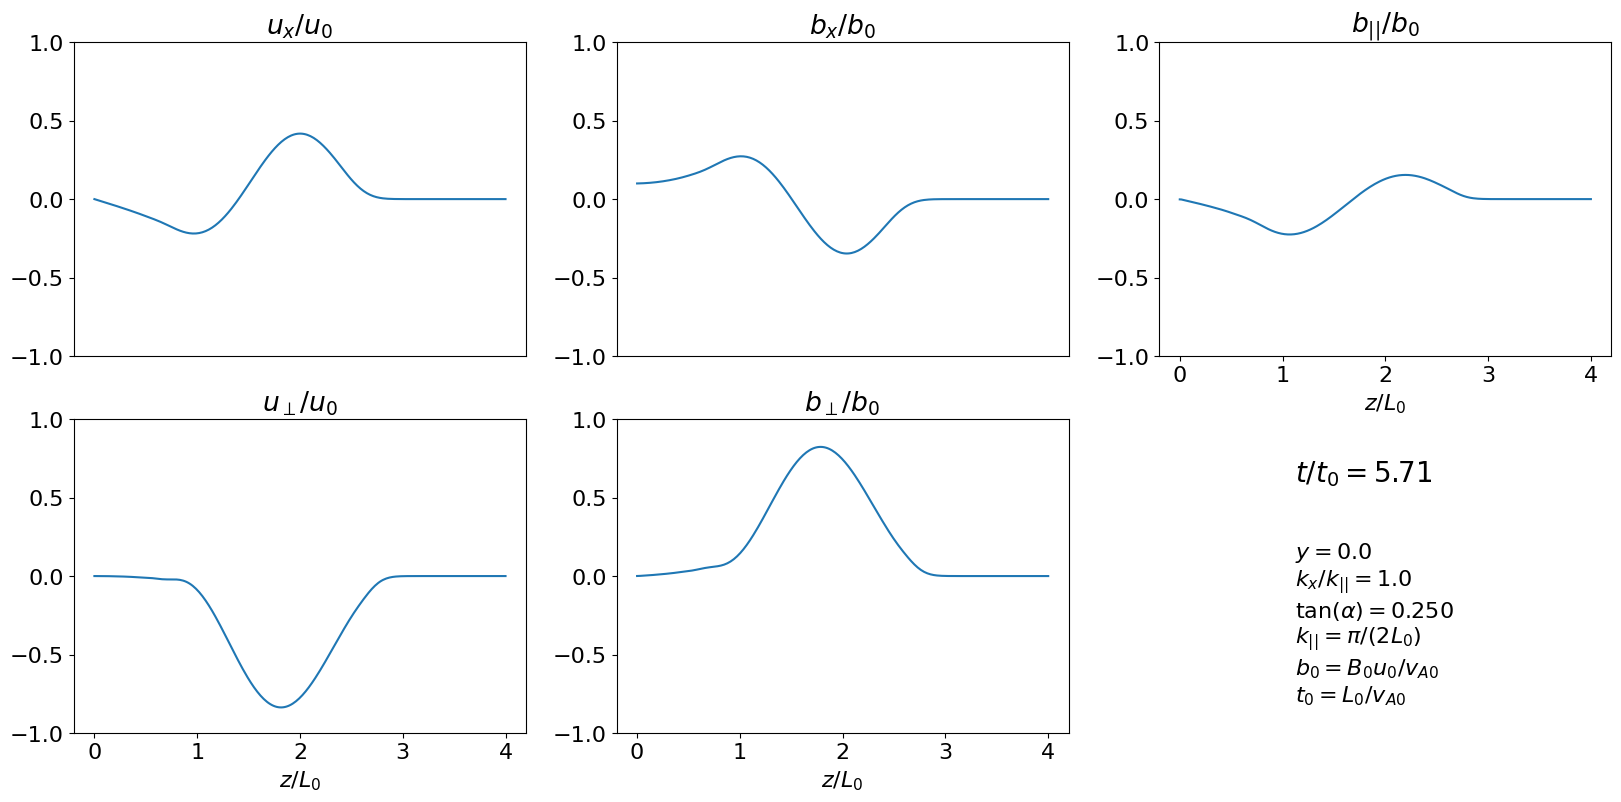 u_x/u_0
b_x/b_0
b_{||}/b_0
1.0
0.5
0.0
−0.5
−1.0
1.0
0.5
0.0
−0.5
−1.0
1.0
0.5
0.0
−0.5
−1.0
0 1 2 3 4
z/L_0
u_⊥/u_0
b_⊥/b_0
1.0
0.5
0.0
−0.5
−1.0
0 1 2 3 4
z/L_0
1.0
0.5
0.0
−0.5
−1.0
0 1 2 3 4
z/L_0
t/t_0 = 5.71
y = 0.0
k_x/k_{||} = 1.0
tan(α) = 0.250
k_{||} = π/(2L_0)
b_0 = B_0u_0/v_{A0}
t_0 = L_0/v_{A0}